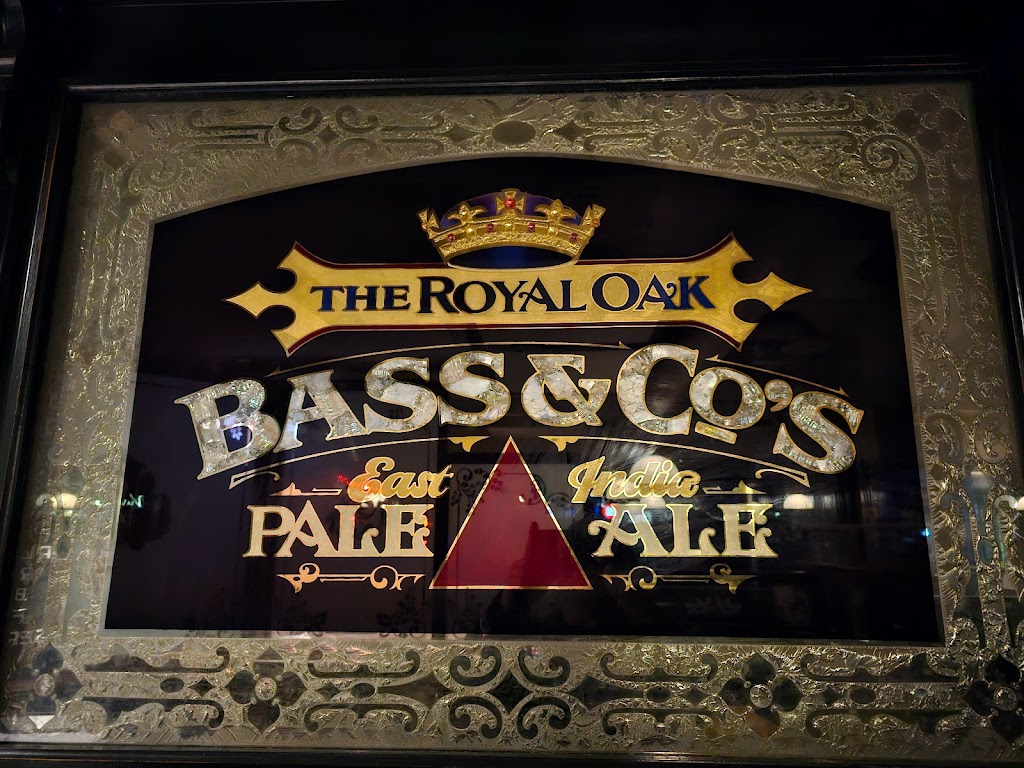 THE ROYAL OAK
BASS & CO'S
East India
PALE ALE